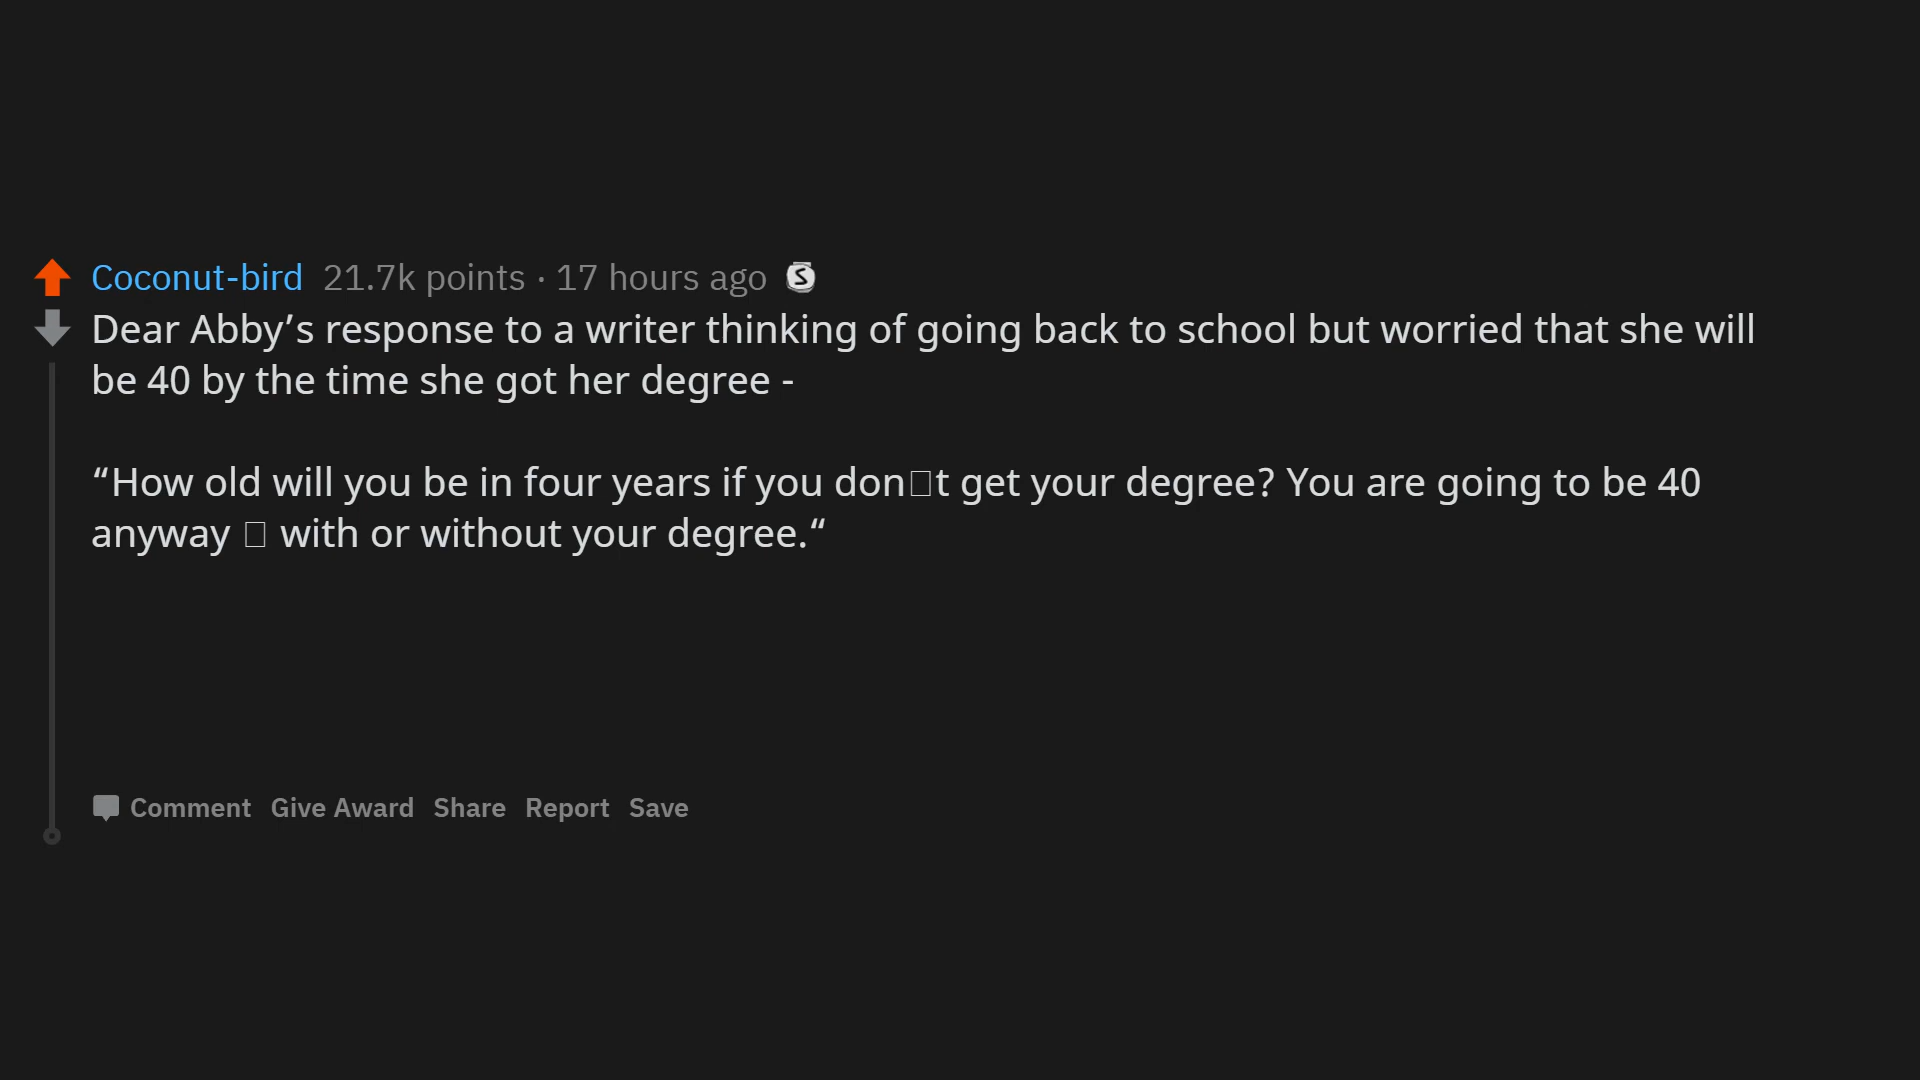 Coconut-bird 21.7k points · 17 hours ago S
Dear Abby’s response to a writer thinking of going back to school but worried that she will
be 40 by the time she got her degree -
“How old will you be in four years if you don□t get your degree? You are going to be 40
anyway □ with or without your degree.“
Comment Give Award Share Report Save